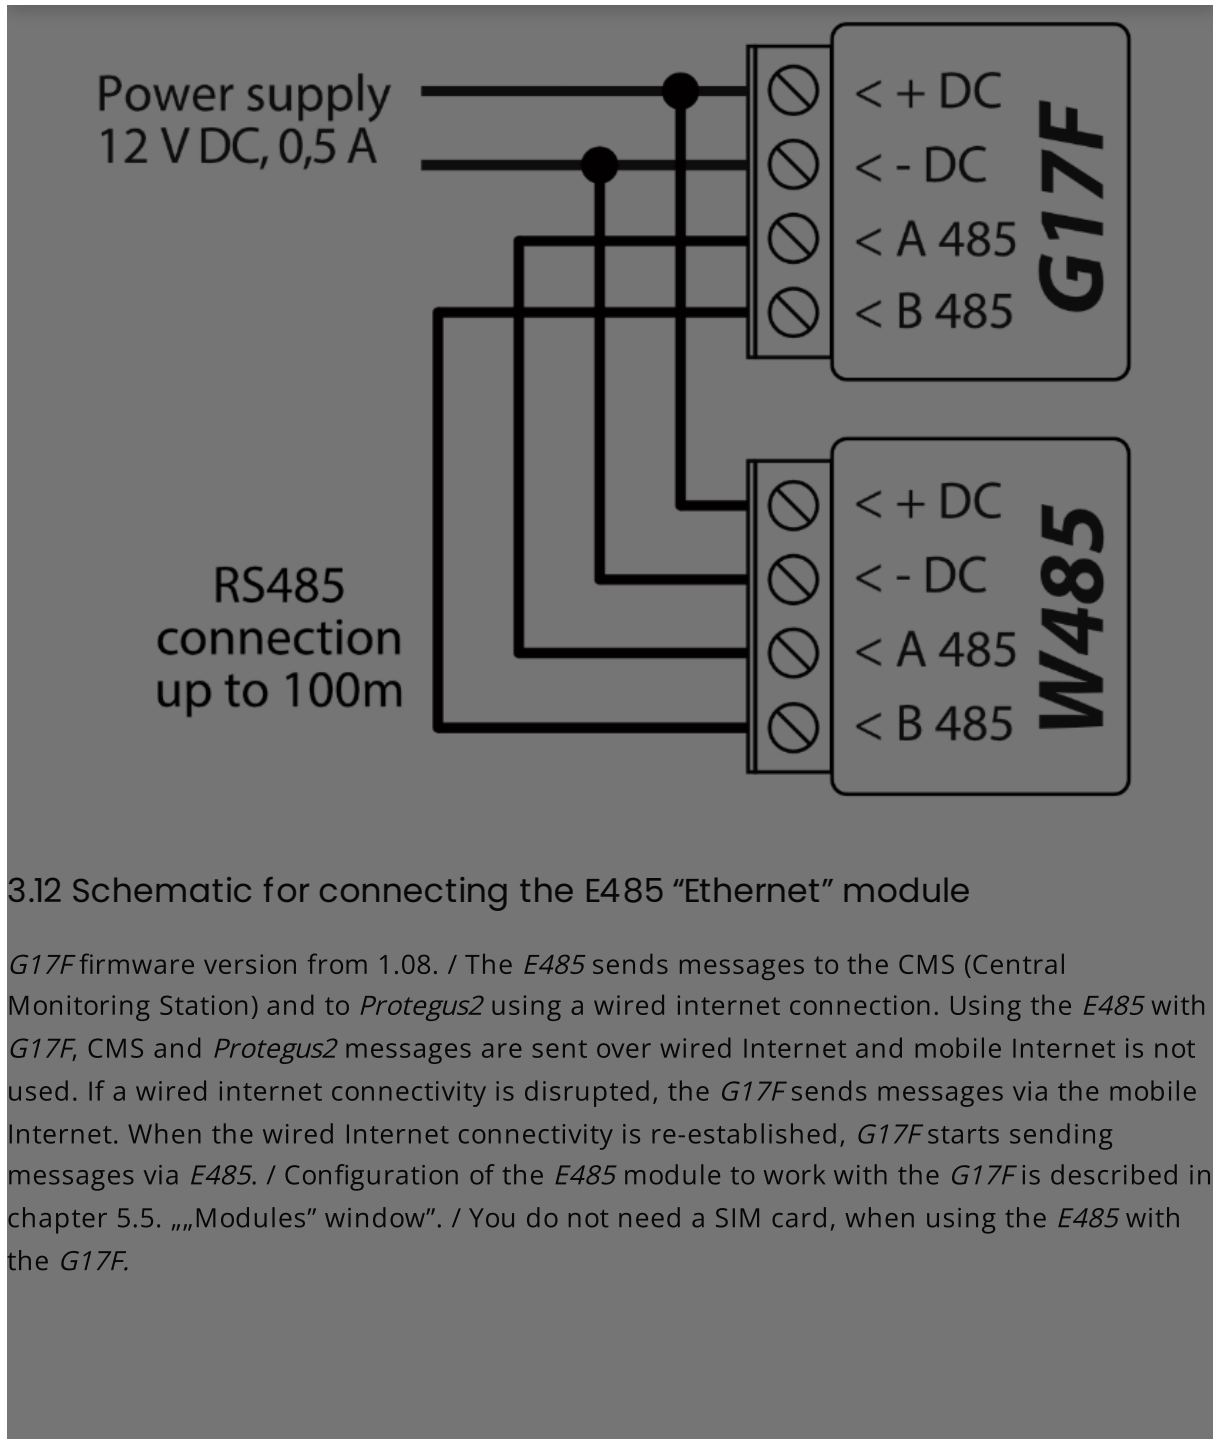 Power supply
12 V DC, 0,5 A
< + DC
< - DC
< A 485
< B 485
G17F
< + DC
< - DC
< A 485
< B 485
W485
RS485
connection
up to 100m
3.12 Schematic for connecting the E485 “Ethernet” module
G17F firmware version from 1.08. / The E485 sends messages to the CMS (Central
Monitoring Station) and to Protegus2 using a wired internet connection. Using the E485 with
G17F, CMS and Protegus2 messages are sent over wired Internet and mobile Internet is not
used. If a wired internet connectivity is disrupted, the G17F sends messages via the mobile
Internet. When the wired Internet connectivity is re-established, G17F starts sending
messages via E485. / Configuration of the E485 module to work with the G17F is described in
chapter 5.5. „„Modules” window”. / You do not need a SIM card, when using the E485 with
the G17F.